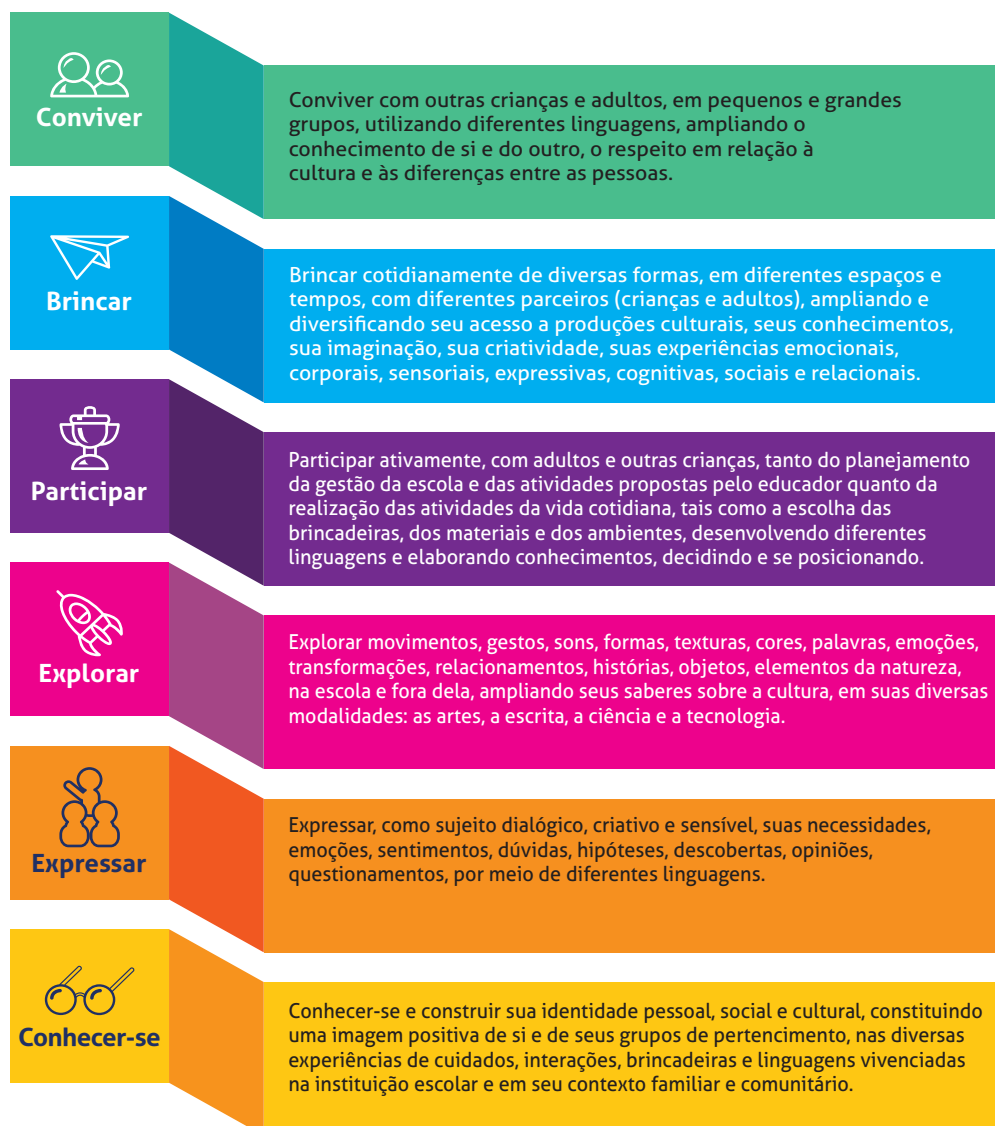 Conviver
Conviver com outras crianças e adultos, em pequenos e grandes
grupos, utilizando diferentes linguagens, ampliando o
conhecimento de si e do outro, o respeito em relação à
cultura e às diferenças entre as pessoas.
Brincar
Brincar cotidianamente de diversas formas, em diferentes espaços e
tempos, com diferentes parceiros (crianças e adultos), ampliando e
diversificando seu acesso a produções culturais, seus conhecimentos,
sua imaginação, sua criatividade, suas experiências emocionais,
corporais, sensoriais, expressivas, cognitivas, sociais e relacionais.
Participar
Participar ativamente, com adultos e outras crianças, tanto do planejamento
da gestão da escola e das atividades propostas pelo educador quanto da
realização das atividades da vida cotidiana, tais como a escolha das
brincadeiras, dos materiais e dos ambientes, desenvolvendo diferentes
linguagens e elaborando conhecimentos, decidindo e se posicionando.
Explorar
Explorar movimentos, gestos, sons, formas, texturas, cores, palavras, emoções,
transformações, relacionamentos, histórias, objetos, elementos da natureza,
na escola e fora dela, ampliando seus saberes sobre a cultura, em suas diversas
modalidades: as artes, a escrita, a ciência e a tecnologia.
Expressar
Expressar, como sujeito dialógico, criativo e sensível, suas necessidades,
emoções, sentimentos, dúvidas, hipóteses, descobertas, opiniões,
questionamentos, por meio de diferentes linguagens.
Conhecer-se
Conhecer-se e construir sua identidade pessoal, social e cultural, constituindo
uma imagem positiva de si e de seus grupos de pertencimento, nas diversas
experiências de cuidados, interações, brincadeiras e linguagens vivenciadas
na instituição escolar e em seu contexto familiar e comunitário.